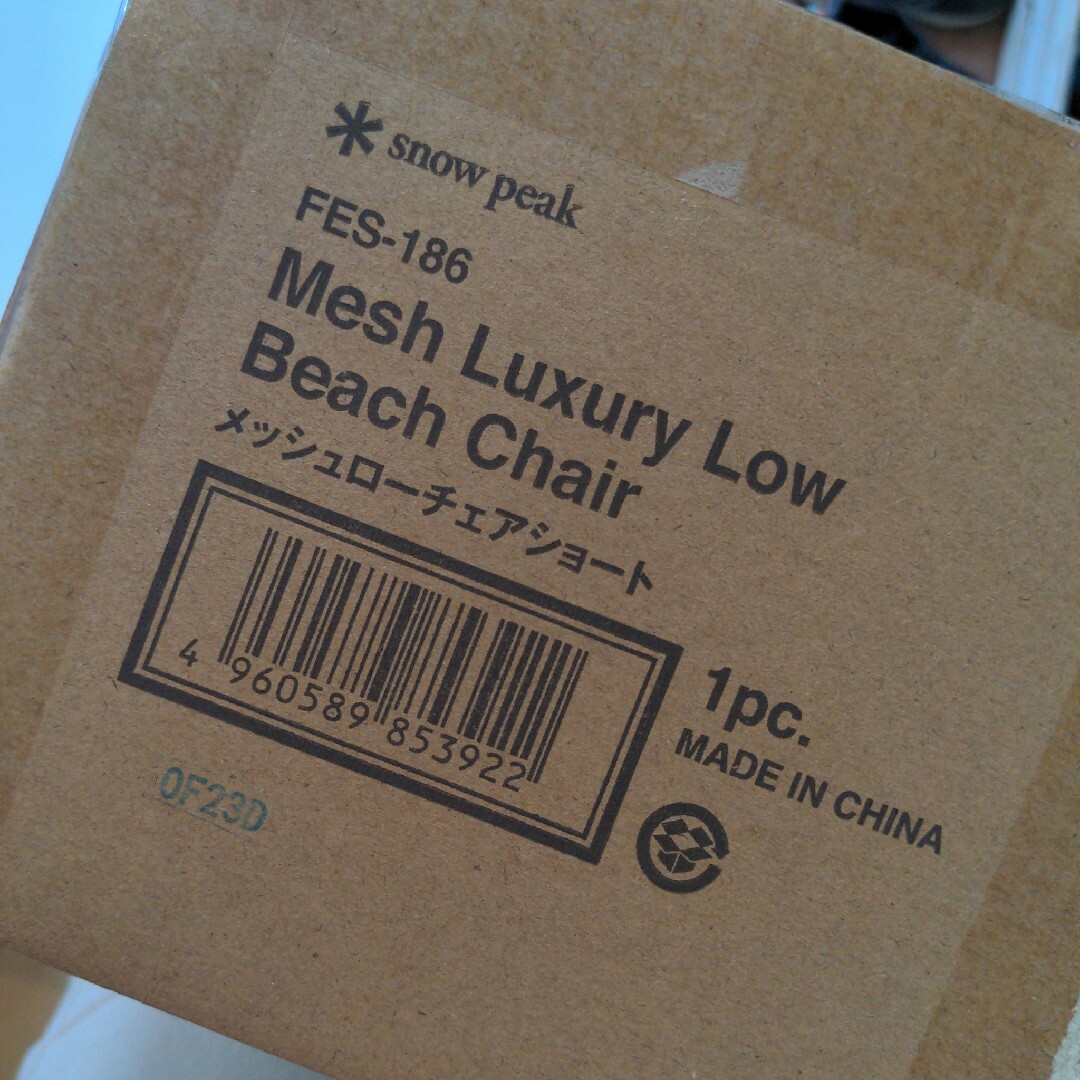 snow peak
FES-186
Mesh Luxury Low
Beach Chair
メッシュローチェアショート
4 960589 853922
1pc.
MADE IN CHINA
OF23D